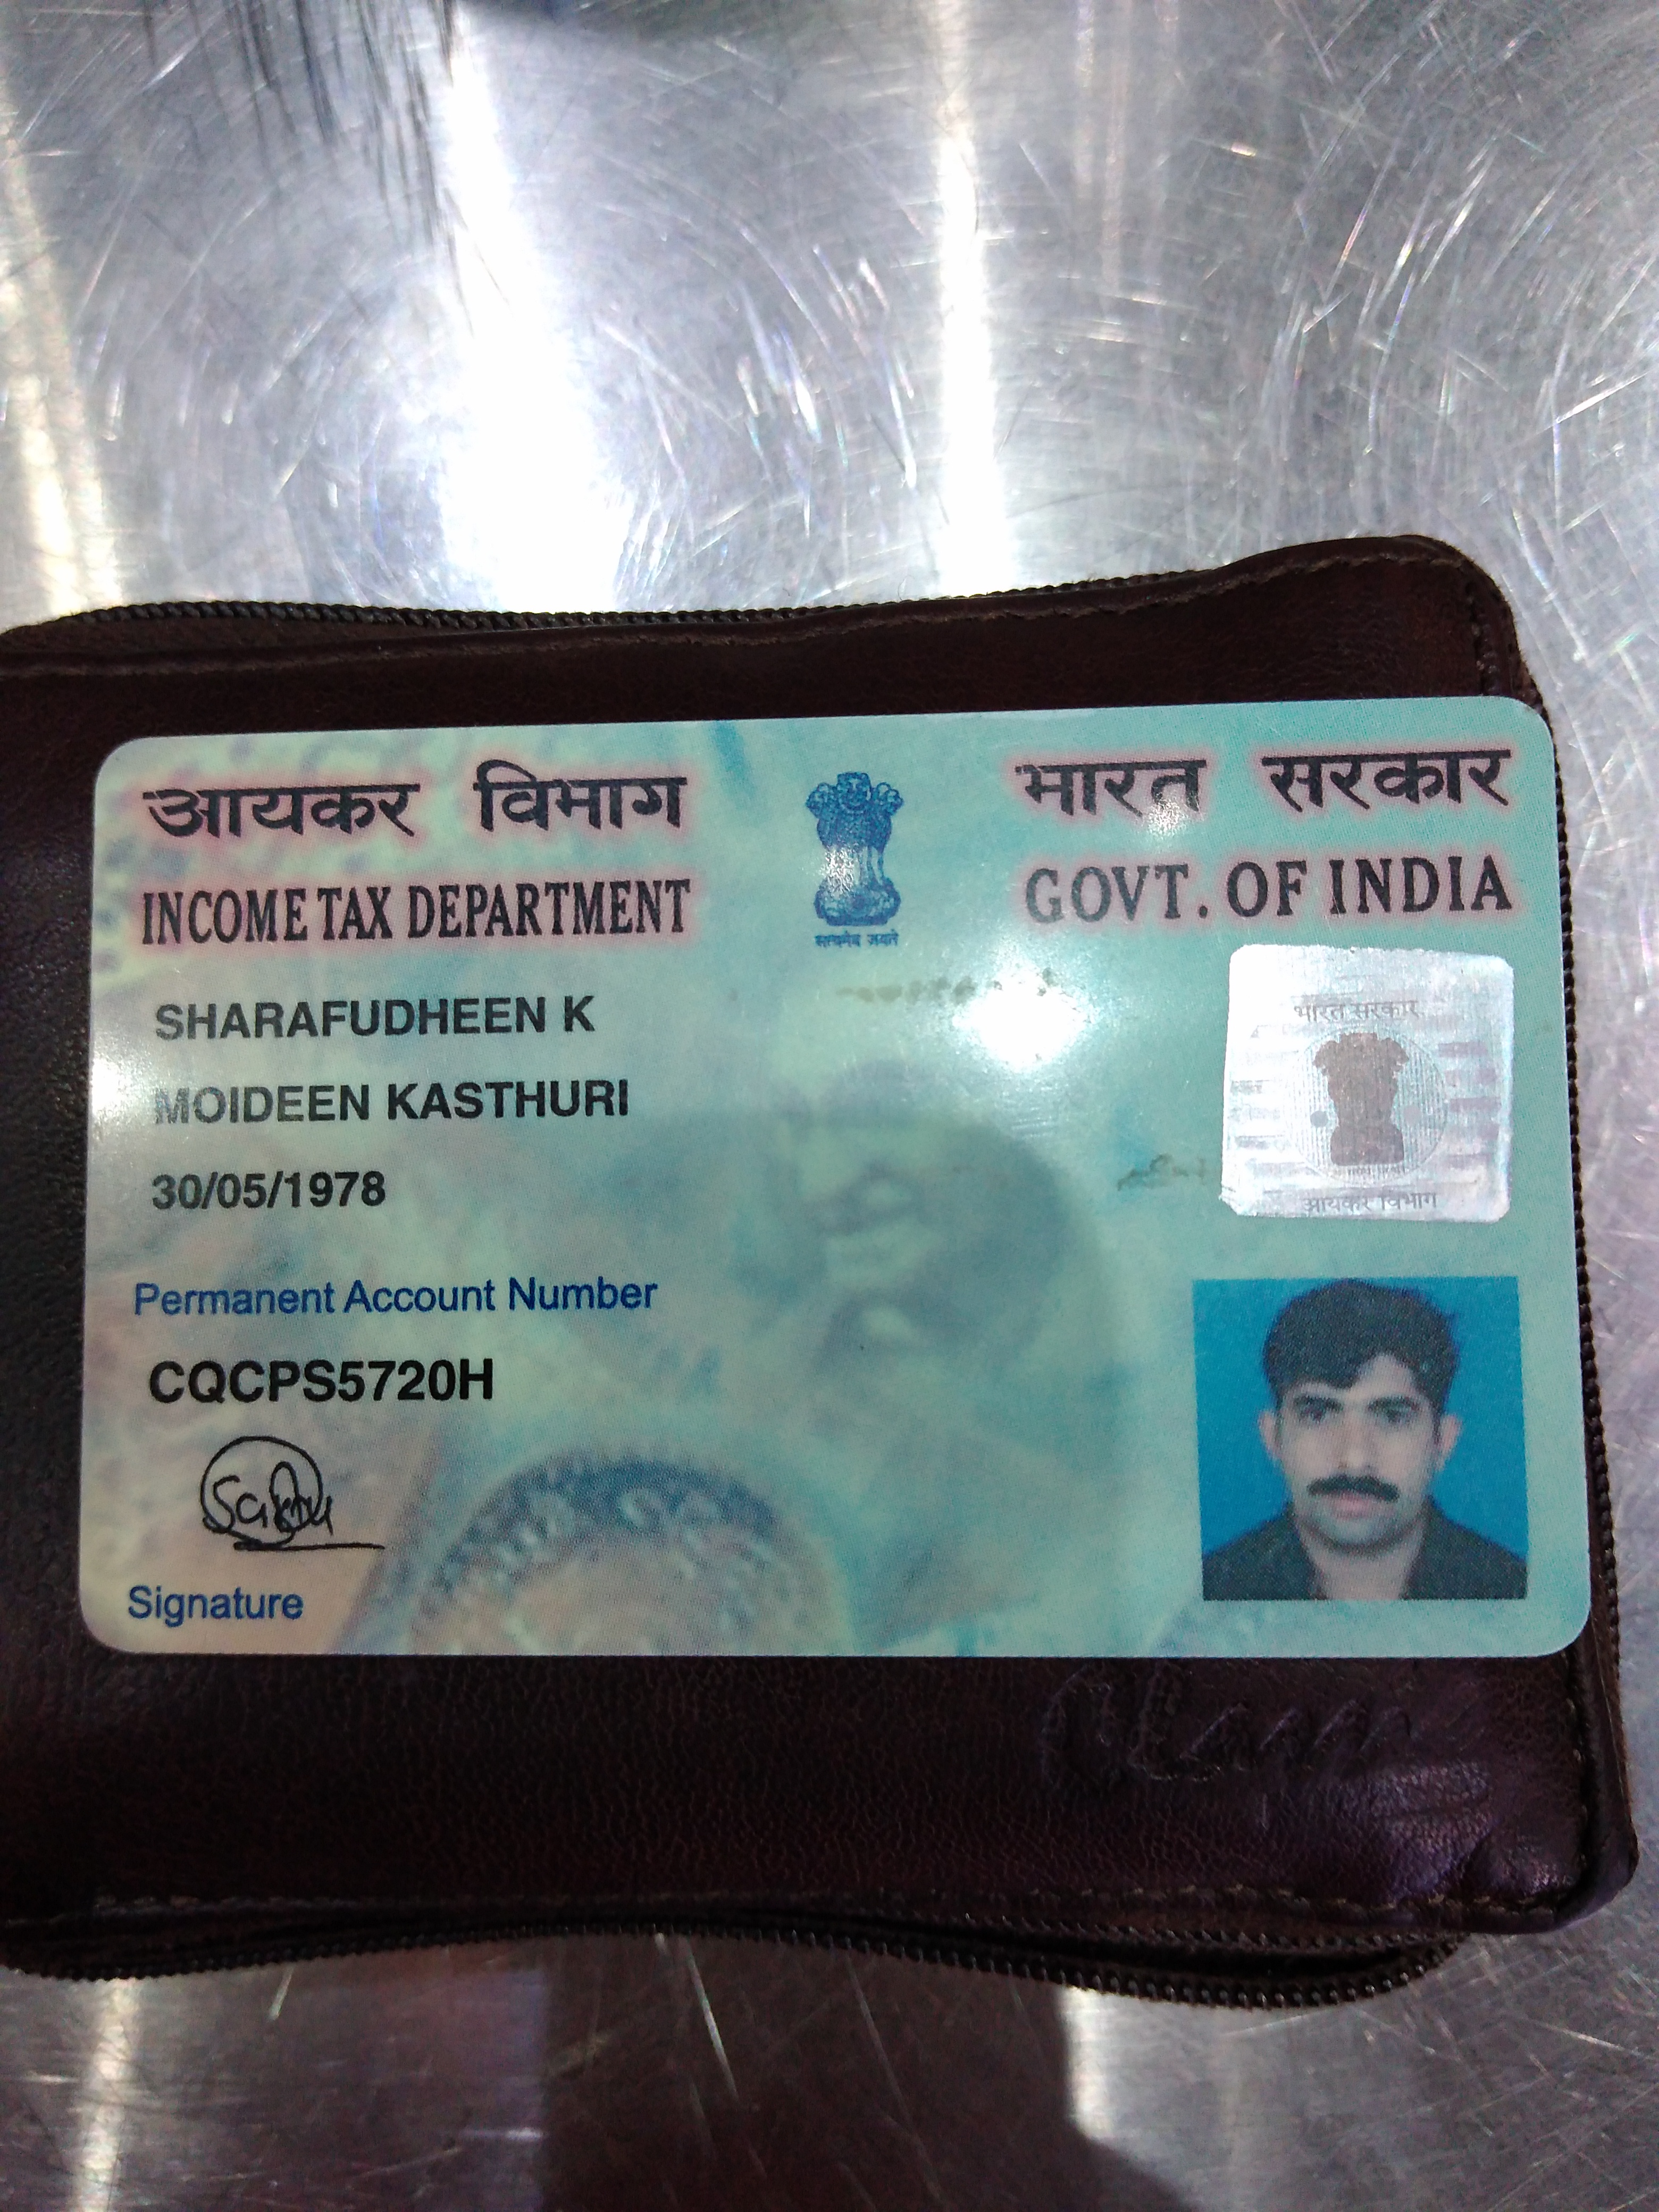 आयकर विभाग
INCOME TAX DEPARTMENT
भारत सरकार
GOVT. OF INDIA
सत्यमेव जयते
SHARAFUDHEEN K
MOIDEEN KASTHURI
30/05/1978
Permanent Account Number
CQCPS5720H
Signature
भारत सरकार
आयकर विभाग